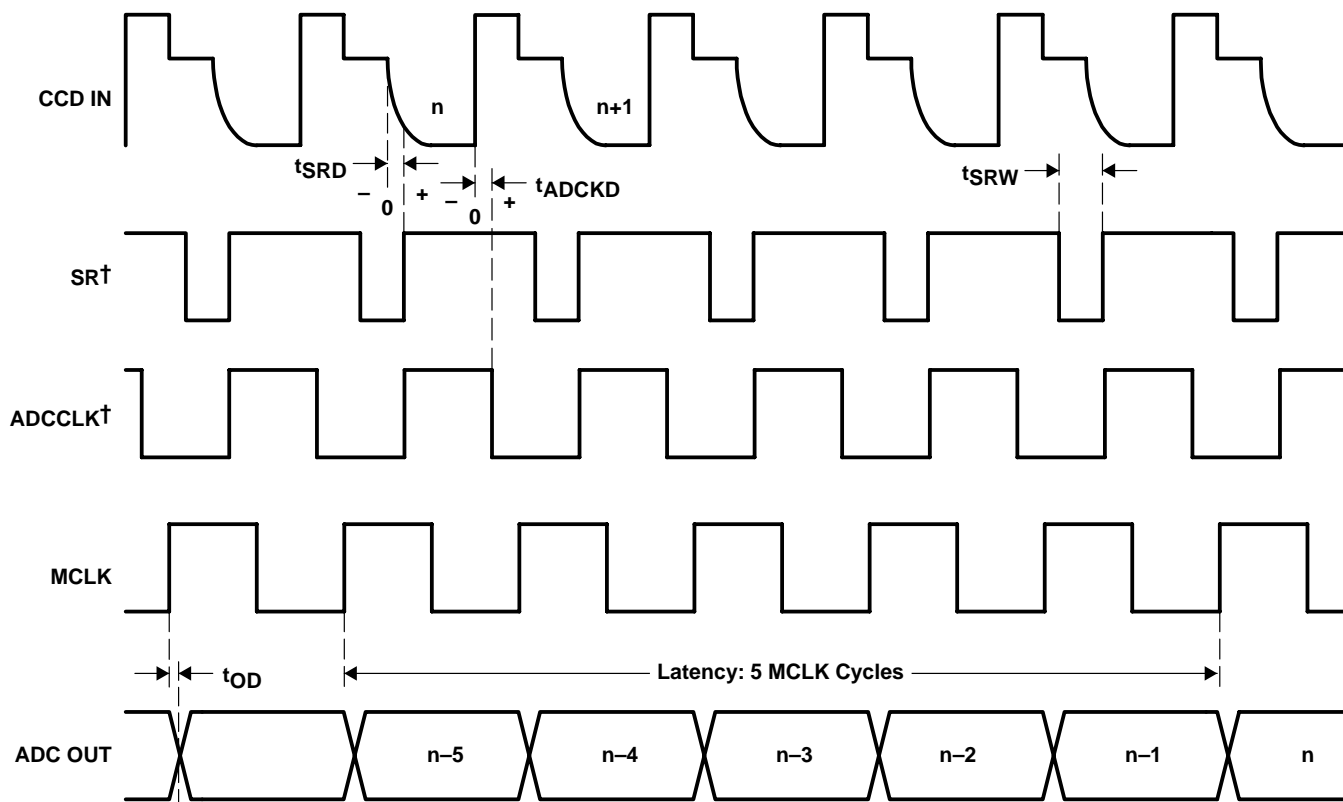 CCD IN
n
n+1
tSRD
– 0 +
– 0 +
tADCKD
tSRW
SR†
ADCCLK†
MCLK
tOD
Latency: 5 MCLK Cycles
ADC OUT
n–5
n–4
n–3
n–2
n–1
n